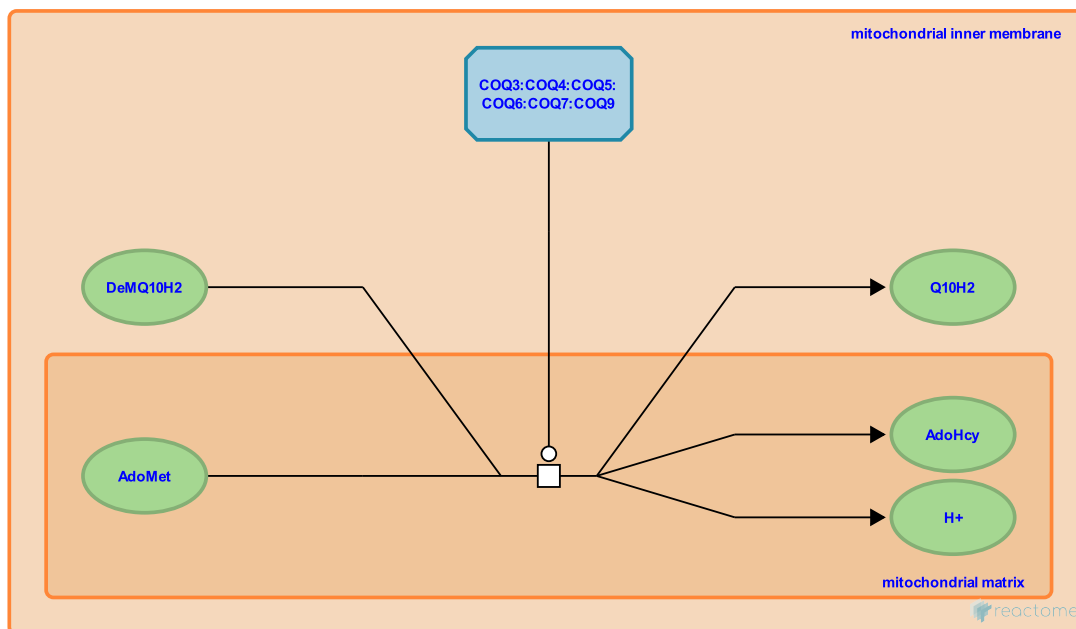 mitochondrial inner membrane
COQ3:COQ4:COQ5:
COQ6:COQ7:COQ9
DeMQ10H2
Q10H2
AdoHcy
AdoMet
H+
mitochondrial matrix
reactome